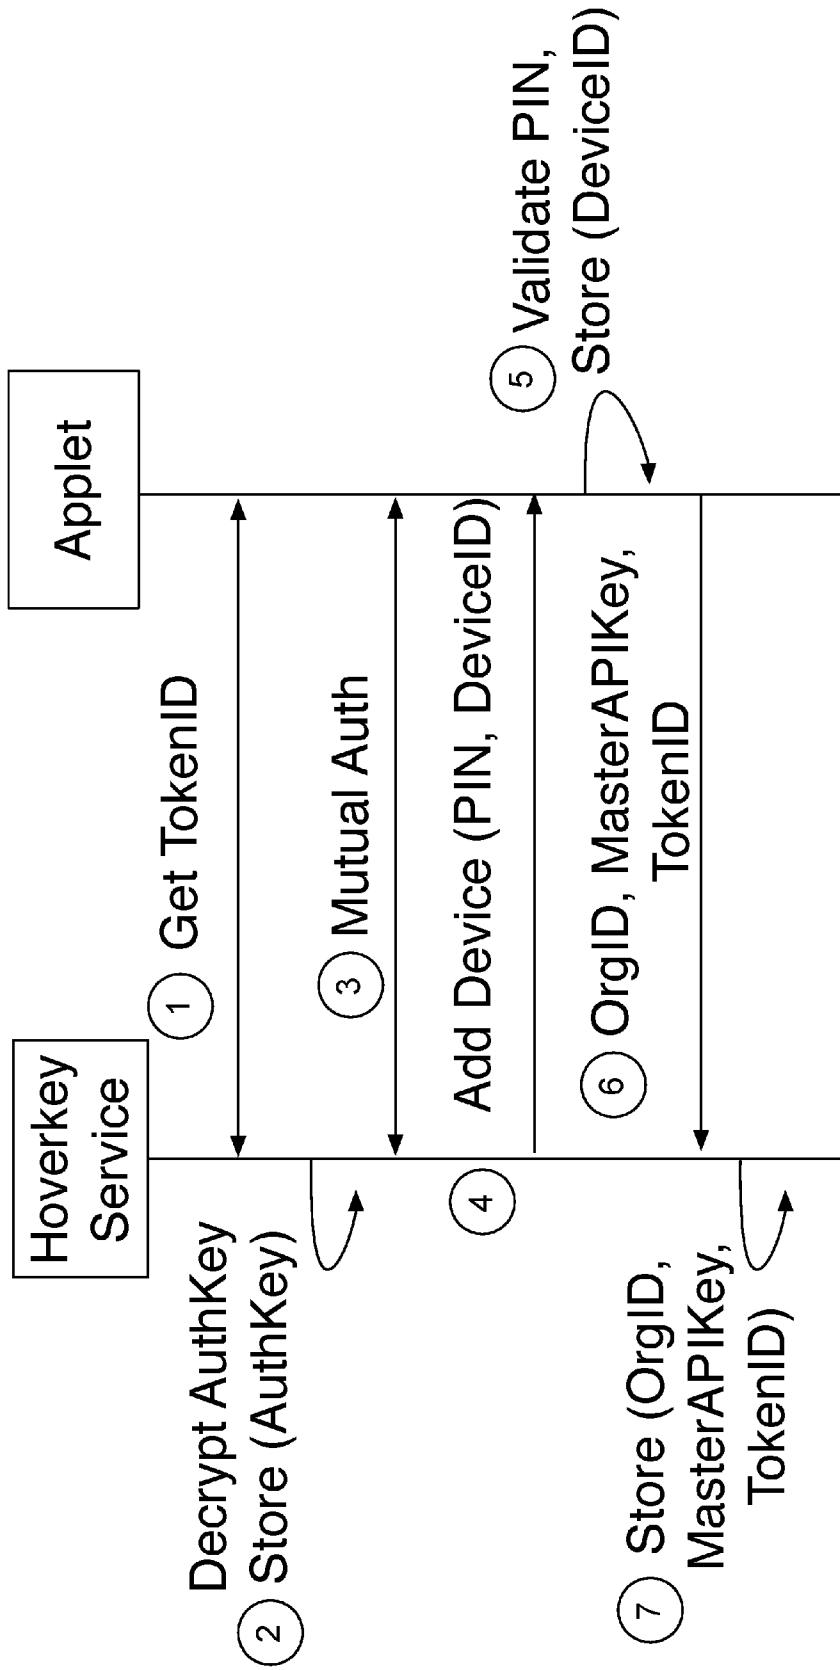 Hoverkey
Service
Applet
1 Get TokenID
Decrypt AuthKey
2 Store (AuthKey)
3 Mutual Auth
4 Add Device (PIN, DeviceID)
5 Validate PIN,
Store (DeviceID)
6 OrgID, MasterAPIKey,
TokenID
7 Store (OrgID,
MasterAPIKey,
TokenID)